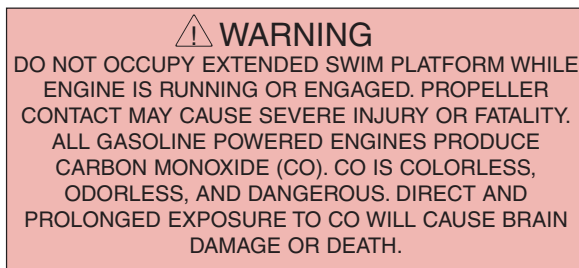 WARNING
DO NOT OCCUPY EXTENDED SWIM PLATFORM WHILE
ENGINE IS RUNNING OR ENGAGED. PROPELLER
CONTACT MAY CAUSE SEVERE INJURY OR FATALITY.
ALL GASOLINE POWERED ENGINES PRODUCE
CARBON MONOXIDE (CO). CO IS COLORLESS,
ODORLESS, AND DANGEROUS. DIRECT AND
PROLONGED EXPOSURE TO CO WILL CAUSE BRAIN
DAMAGE OR DEATH.